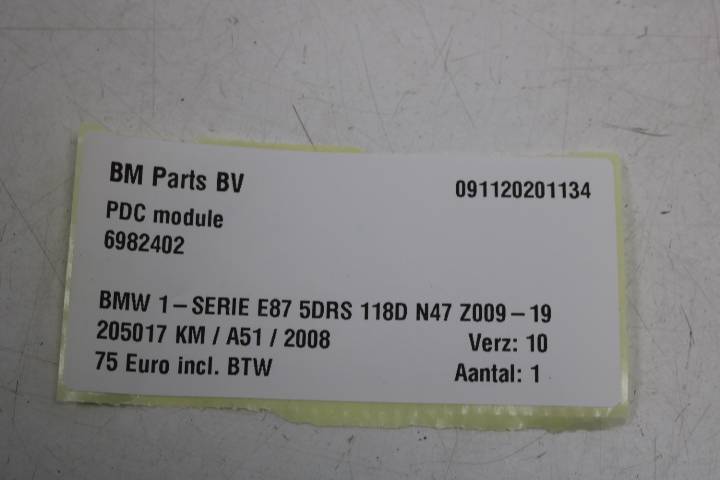 BM Parts BV 091120201134
PDC module
6982402
BMW 1-SERIE E87 5DRS 118D N47 Z009-19
205017 KM / A51 / 2008 Verz: 10
75 Euro incl. BTW Aantal: 1